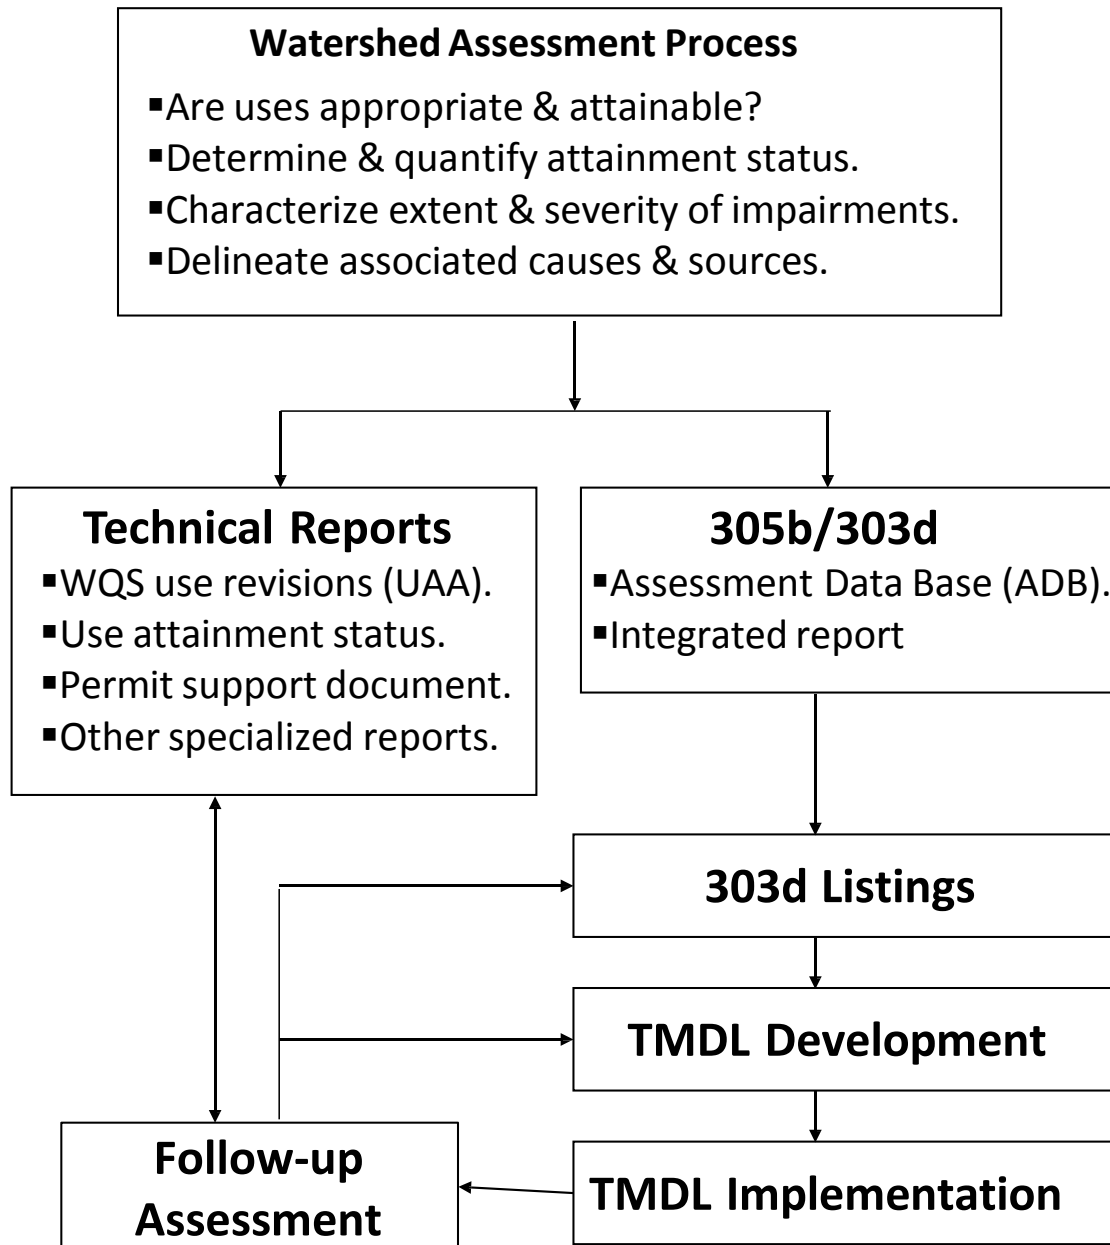 Watershed Assessment Process
▪Are uses appropriate & attainable?
▪Determine & quantify attainment status.
▪Characterize extent & severity of impairments.
▪Delineate associated causes & sources.
Technical Reports
▪WQS use revisions (UAA).
▪Use attainment status.
▪Permit support document.
▪Other specialized reports.
305b/303d
▪Assessment Data Base (ADB).
▪Integrated report
303d Listings
TMDL Development
TMDL Implementation
Follow-up
Assessment